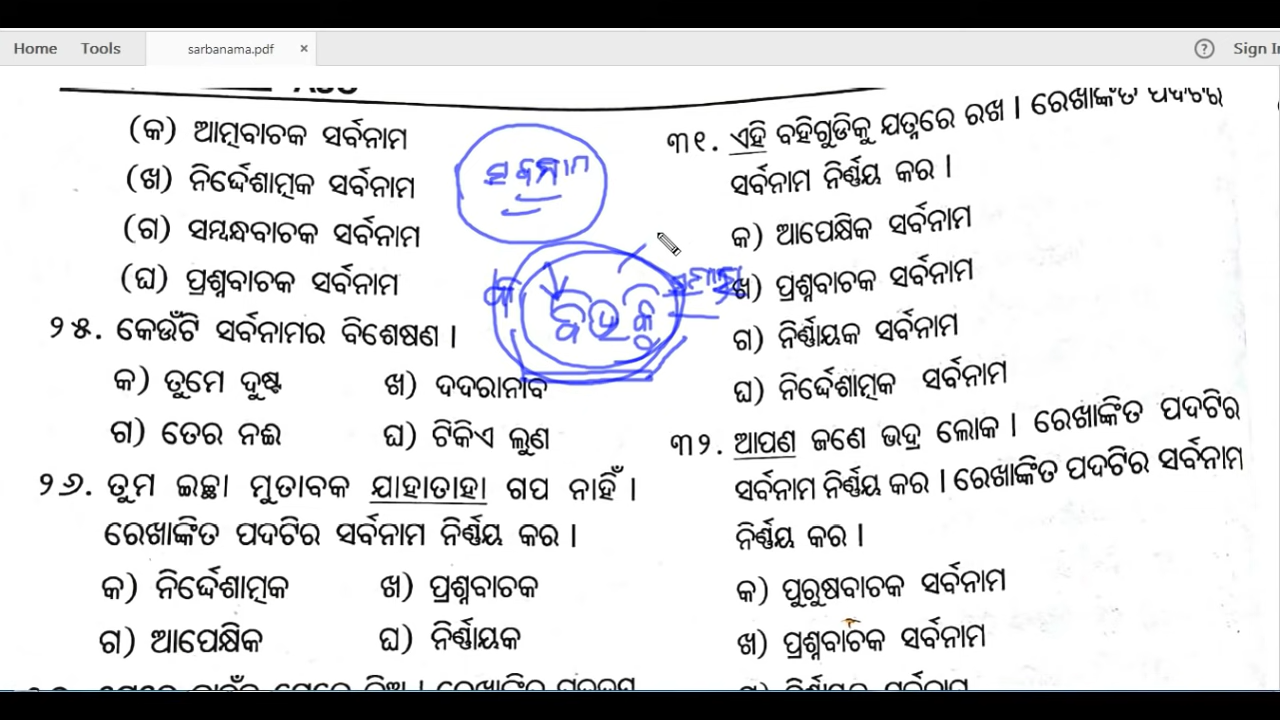 Home Tools sarbanama.pdf × ? Sign In
(କ) ଆତ୍ମବାଚକ ସର୍ବନାମ
(ଖ) ନିର୍ଦ୍ଦେଶାତ୍ମକ ସର୍ବନାମ
(ଗ) ସମ୍ବନ୍ଧବାଚକ ସର୍ବନାମ
(ଘ) ପ୍ରଶ୍ନବାଚକ ସର୍ବନାମ
୨୫. କେଉଁଟି ସର୍ବନାମର ବିଶେଷଣ ।
କ) ତୁମେ ଦୁଷ୍ଟ ଖ) ଦଦରାନାବ
ଗ) ତେର ନଈ ଘ) ଟିକିଏ ଲୁଣ
୨୬. ତୁମ ଇଚ୍ଛା ମୁତାବକ ଯାହାତାହା ଗପ ନାହିଁ ।
ରେଖାଙ୍କିତ ପଦଟିର ସର୍ବନାମ ନିର୍ଣ୍ଣୟ କର ।
କ) ନିର୍ଦ୍ଦେଶାତ୍ମକ ଖ) ପ୍ରଶ୍ନବାଚକ
ଗ) ଆପେକ୍ଷିକ ଘ) ନିର୍ଣ୍ଣାୟକ
୩୧. ଏହି ବହିଗୁଡିକୁ ଯତ୍ନରେ ରଖ । ରେଖାଙ୍କିତ ପଦଟିର
ସର୍ବନାମ ନିର୍ଣ୍ଣୟ କର ।
କ) ଆପେକ୍ଷିକ ସର୍ବନାମ
ଖ) ପ୍ରଶ୍ନବାଚକ ସର୍ବନାମ
ଗ) ନିର୍ଣ୍ଣାୟକ ସର୍ବନାମ
ଘ) ନିର୍ଦ୍ଦେଶାତ୍ମକ ସର୍ବନାମ
୩୨. ଆପଣ ଜଣେ ଭଦ୍ର ଲୋକ । ରେଖାଙ୍କିତ ପଦଟିର
ସର୍ବନାମ ନିର୍ଣ୍ଣୟ କର । ରେଖାଙ୍କିତ ପଦଟିର ସର୍ବନାମ
ନିର୍ଣ୍ଣୟ କର ।
କ) ପୁରୁଷବାଚକ ସର୍ବନାମ
ଖ) ପ୍ରଶ୍ନବାଚକ ସର୍ବନାମ